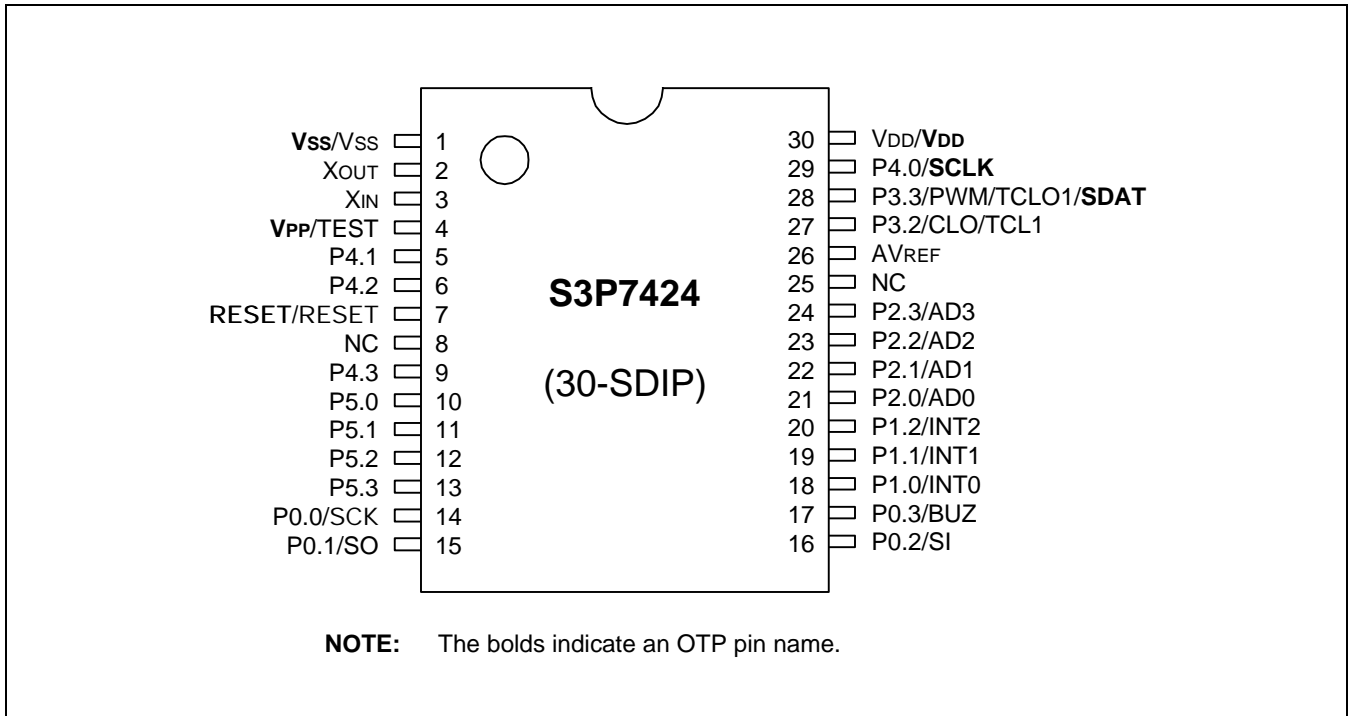 VSS/VSS 1
XOUT 2
XIN 3
VPP/TEST 4
P4.1 5
P4.2 6
RESET/RESET 7
NC 8
P4.3 9
P5.0 10
P5.1 11
P5.2 12
P5.3 13
P0.0/SCK 14
P0.1/SO 15
S3P7424
(30-SDIP)
30 VDD/VDD
29 P4.0/SCLK
28 P3.3/PWM/TCLO1/SDAT
27 P3.2/CLO/TCL1
26 AVREF
25 NC
24 P2.3/AD3
23 P2.2/AD2
22 P2.1/AD1
21 P2.0/AD0
20 P1.2/INT2
19 P1.1/INT1
18 P1.0/INT0
17 P0.3/BUZ
16 P0.2/SI
NOTE: The bolds indicate an OTP pin name.